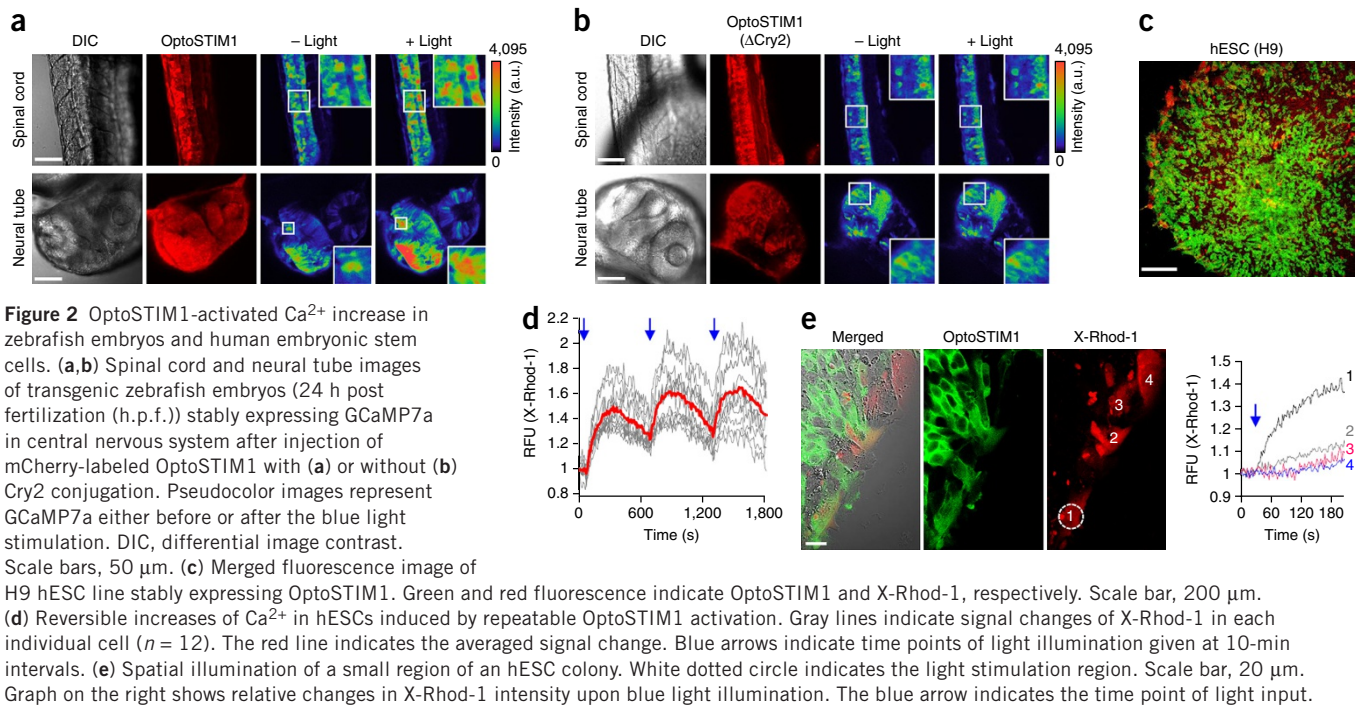 a
DIC OptoSTIM1 – Light + Light
4,095
Intensity (a.u.)
0
Spinal cord
Neural tube
b
DIC OptoSTIM1 (ΔCry2) – Light + Light
4,095
Intensity (a.u.)
0
Spinal cord
Neural tube
c
hESC (H9)
Figure 2 OptoSTIM1-activated Ca²⁺ increase in
zebrafish embryos and human embryonic stem
cells. (a,b) Spinal cord and neural tube images
of transgenic zebrafish embryos (24 h post
fertilization (h.p.f.)) stably expressing GCaMP7a
in central nervous system after injection of
mCherry-labeled OptoSTIM1 with (a) or without (b)
Cry2 conjugation. Pseudocolor images represent
GCaMP7a either before or after the blue light
stimulation. DIC, differential image contrast.
Scale bars, 50 μm. (c) Merged fluorescence image of
H9 hESC line stably expressing OptoSTIM1. Green and red fluorescence indicate OptoSTIM1 and X-Rhod-1, respectively. Scale bar, 200 μm.
(d) Reversible increases of Ca²⁺ in hESCs induced by repeatable OptoSTIM1 activation. Gray lines indicate signal changes of X-Rhod-1 in each
individual cell (n = 12). The red line indicates the averaged signal change. Blue arrows indicate time points of light illumination given at 10-min
intervals. (e) Spatial illumination of a small region of an hESC colony. White dotted circle indicates the light stimulation region. Scale bar, 20 μm.
Graph on the right shows relative changes in X-Rhod-1 intensity upon blue light illumination. The blue arrow indicates the time point of light input.
d
RFU (X-Rhod-1)
2.2
2.0
1.8
1.6
1.4
1.2
1
0.8
0 600 1,200 1,800
Time (s)
e
Merged OptoSTIM1 X-Rhod-1
4
3
2
1
RFU (X-Rhod-1)
1.5
1.4
1.3
1.2
1.1
1.0
0.9
1
2
3
4
0 60 120 180
Time (s)